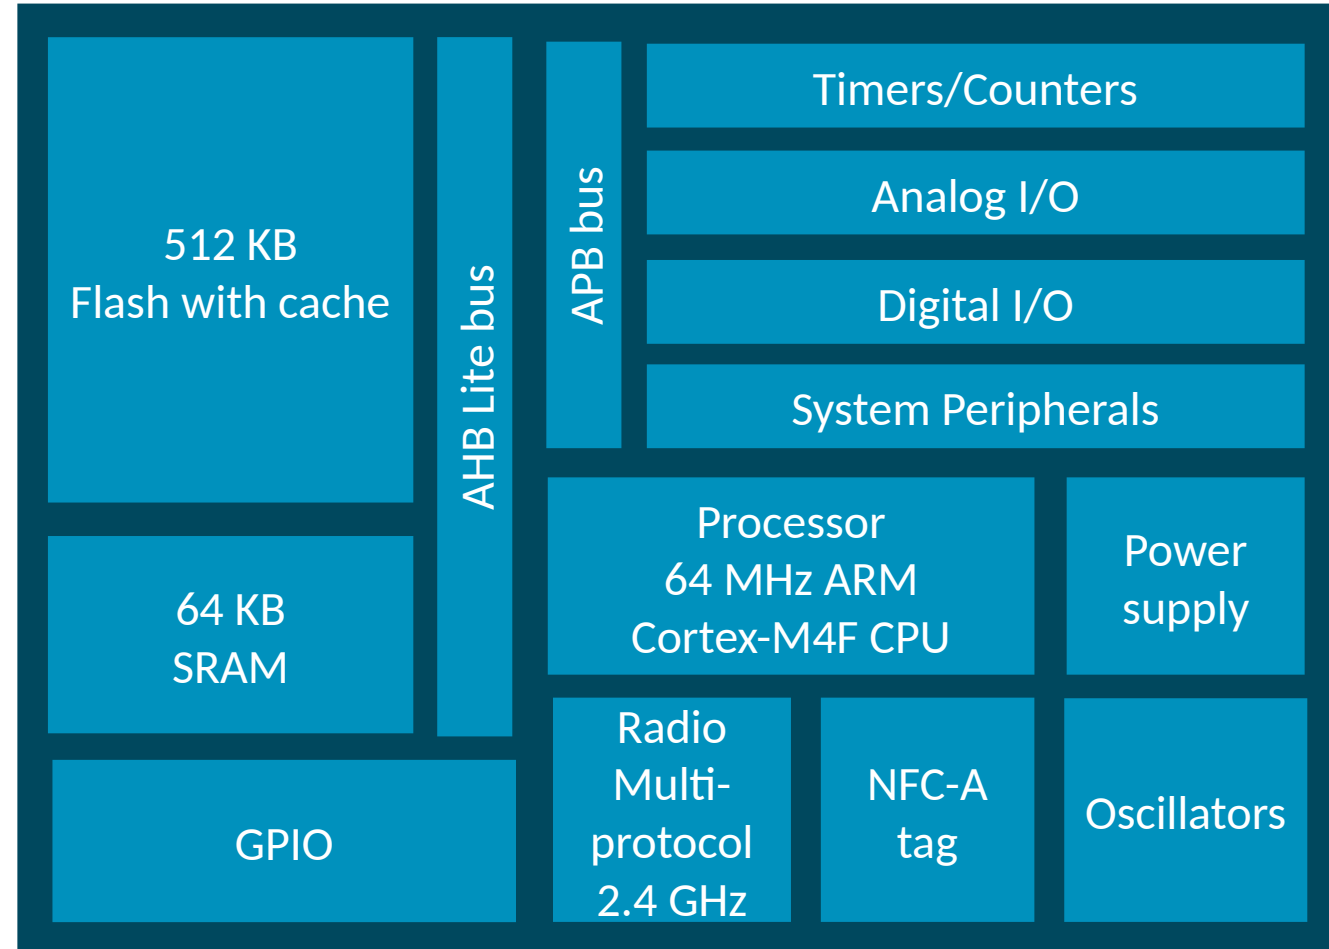 512 KB
Flash with cache
AHB Lite bus
APB bus
Timers/Counters
Analog I/O
Digital I/O
System Peripherals
64 KB
SRAM
Processor
64 MHz ARM
Cortex-M4F CPU
Power
supply
GPIO
Radio
Multi-
protocol
2.4 GHz
NFC-A
tag
Oscillators